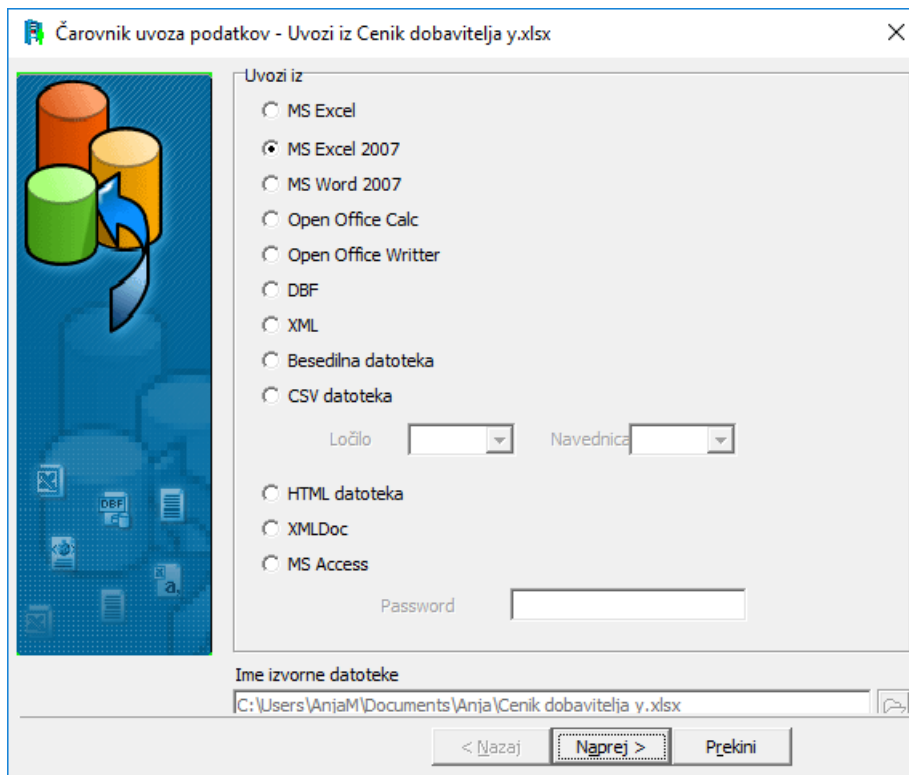 Čarovnik uvoza podatkov - Uvozi iz Cenik dobavitelja y.xlsx
Uvozi iz
MS Excel
MS Excel 2007
MS Word 2007
Open Office Calc
Open Office Writter
DBF
XML
Besedilna datoteka
CSV datoteka
Ločilo Navednica
HTML datoteka
XMLDoc
MS Access
Password
DBF
a.
Ime izvorne datoteke
C:\Users\AnjaM\Documents\Anja\Cenik dobavitelja y.xlsx
< Nazaj Naprej > Prekini